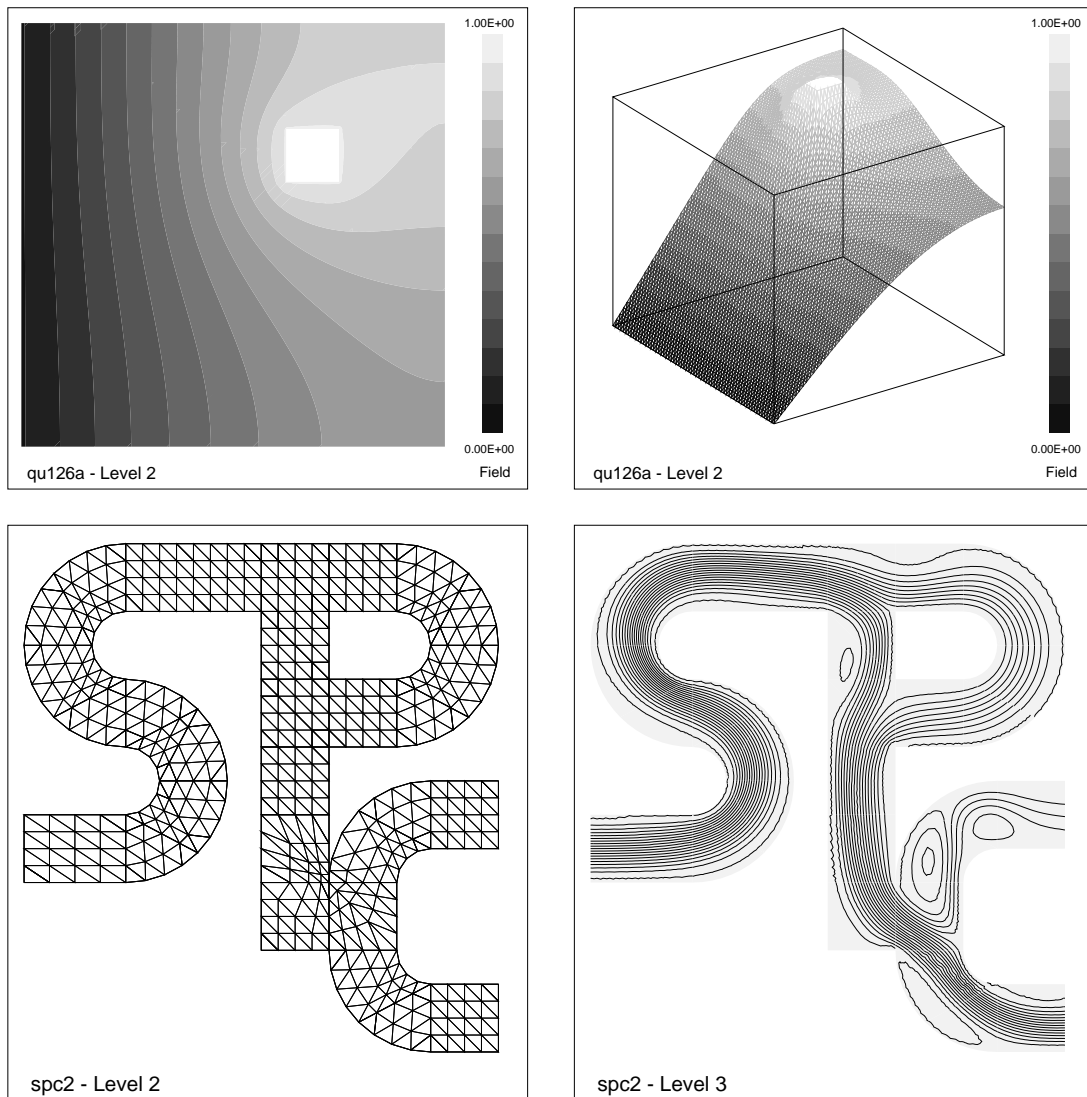 1.00E+00
0.00E+00
qu126a - Level 2
Field
1.00E+00
0.00E+00
qu126a - Level 2
Field
spc2 - Level 2
spc2 - Level 3